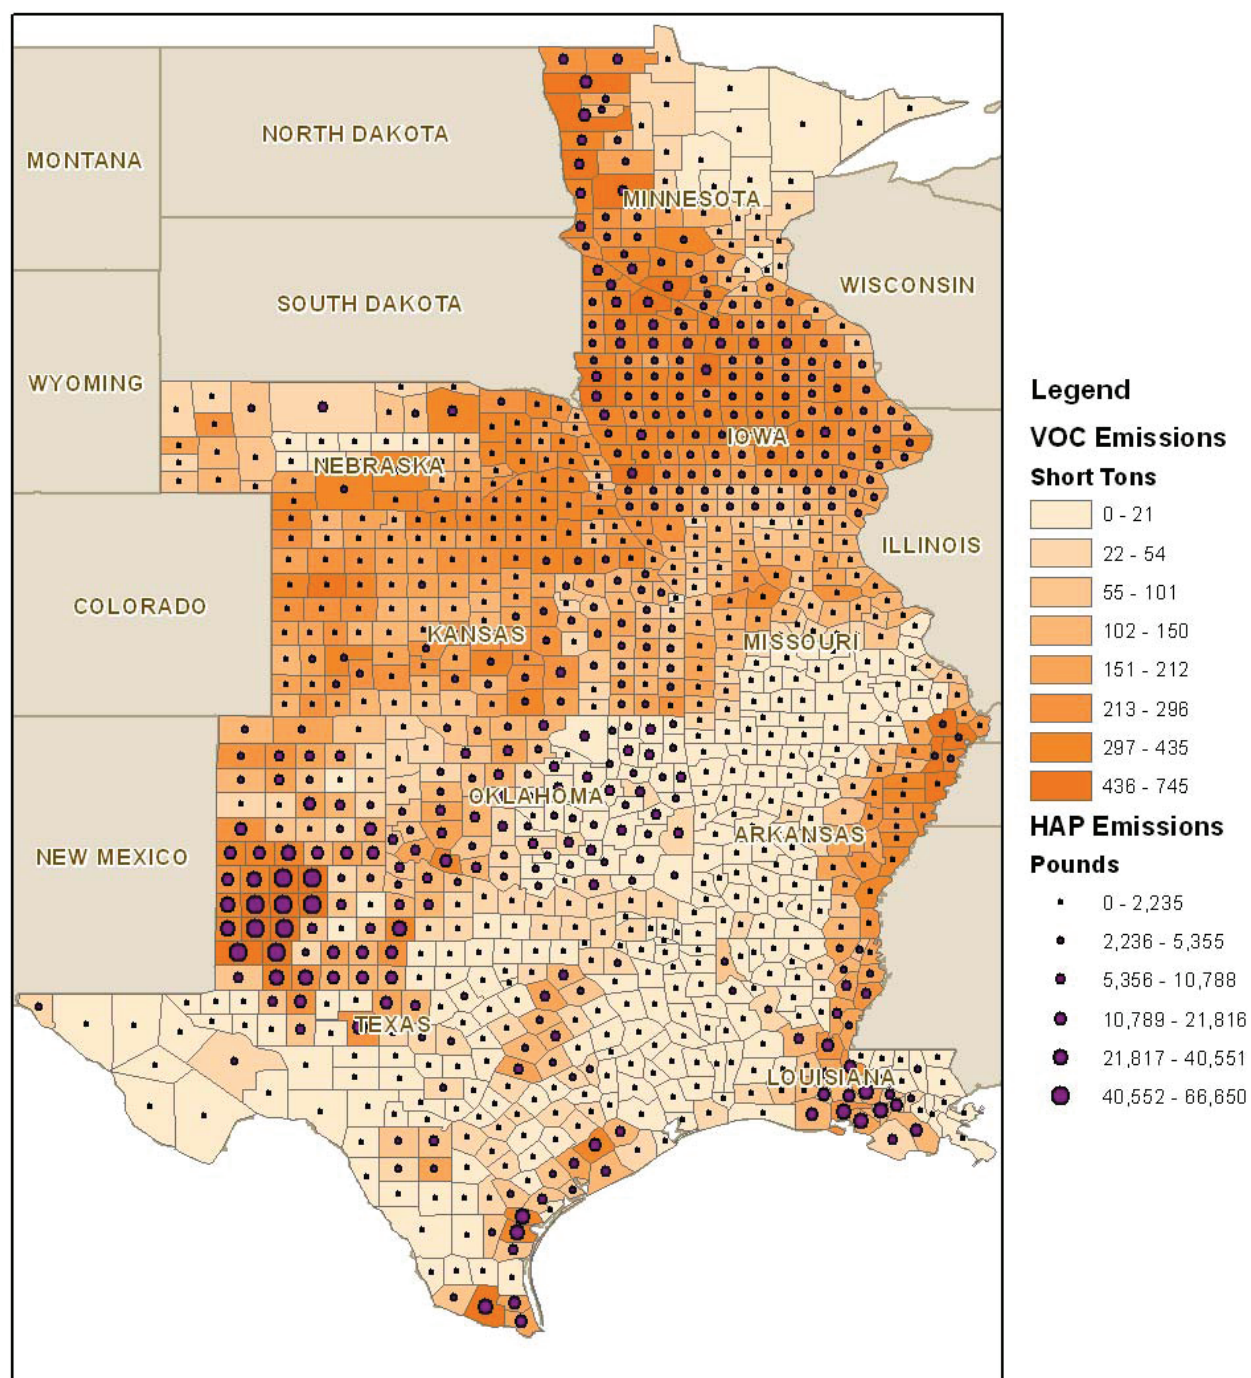 MONTANA
NORTH DAKOTA
MINNESOTA
SOUTH DAKOTA
WISCONSIN
WYOMING
NEBRASKA
IOWA
ILLINOIS
COLORADO
KANSAS
MISSOURI
OKLAHOMA
ARKANSAS
NEW MEXICO
TEXAS
LOUISIANA
Legend
VOC Emissions
Short Tons
0 - 21
22 - 54
55 - 101
102 - 150
151 - 212
213 - 296
297 - 435
436 - 745
HAP Emissions
Pounds
0 - 2,235
2,236 - 5,355
5,356 - 10,788
10,789 - 21,816
21,817 - 40,551
40,552 - 66,650